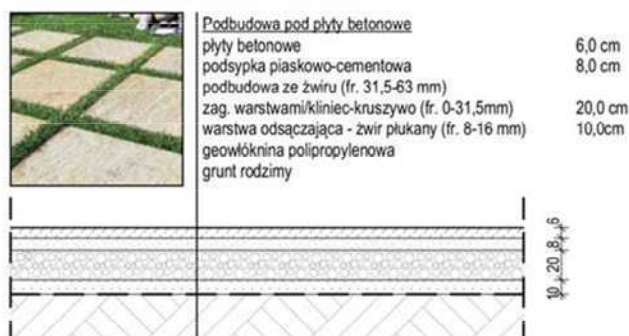 Podbudowa pod płyty betonowe
płyty betonowe 6,0 cm
podsypka piaskowo-cementowa 8,0 cm
podbudowa ze żwiru (fr. 31,5-63 mm)
zag. warstwami/kliniec-kruszywo (fr. 0-31,5mm) 20,0 cm
warstwa odsączająca - żwir płukany (fr. 8-16 mm) 10,0cm
geowłóknina polipropylenowa
grunt rodzimy
6
8
20
10